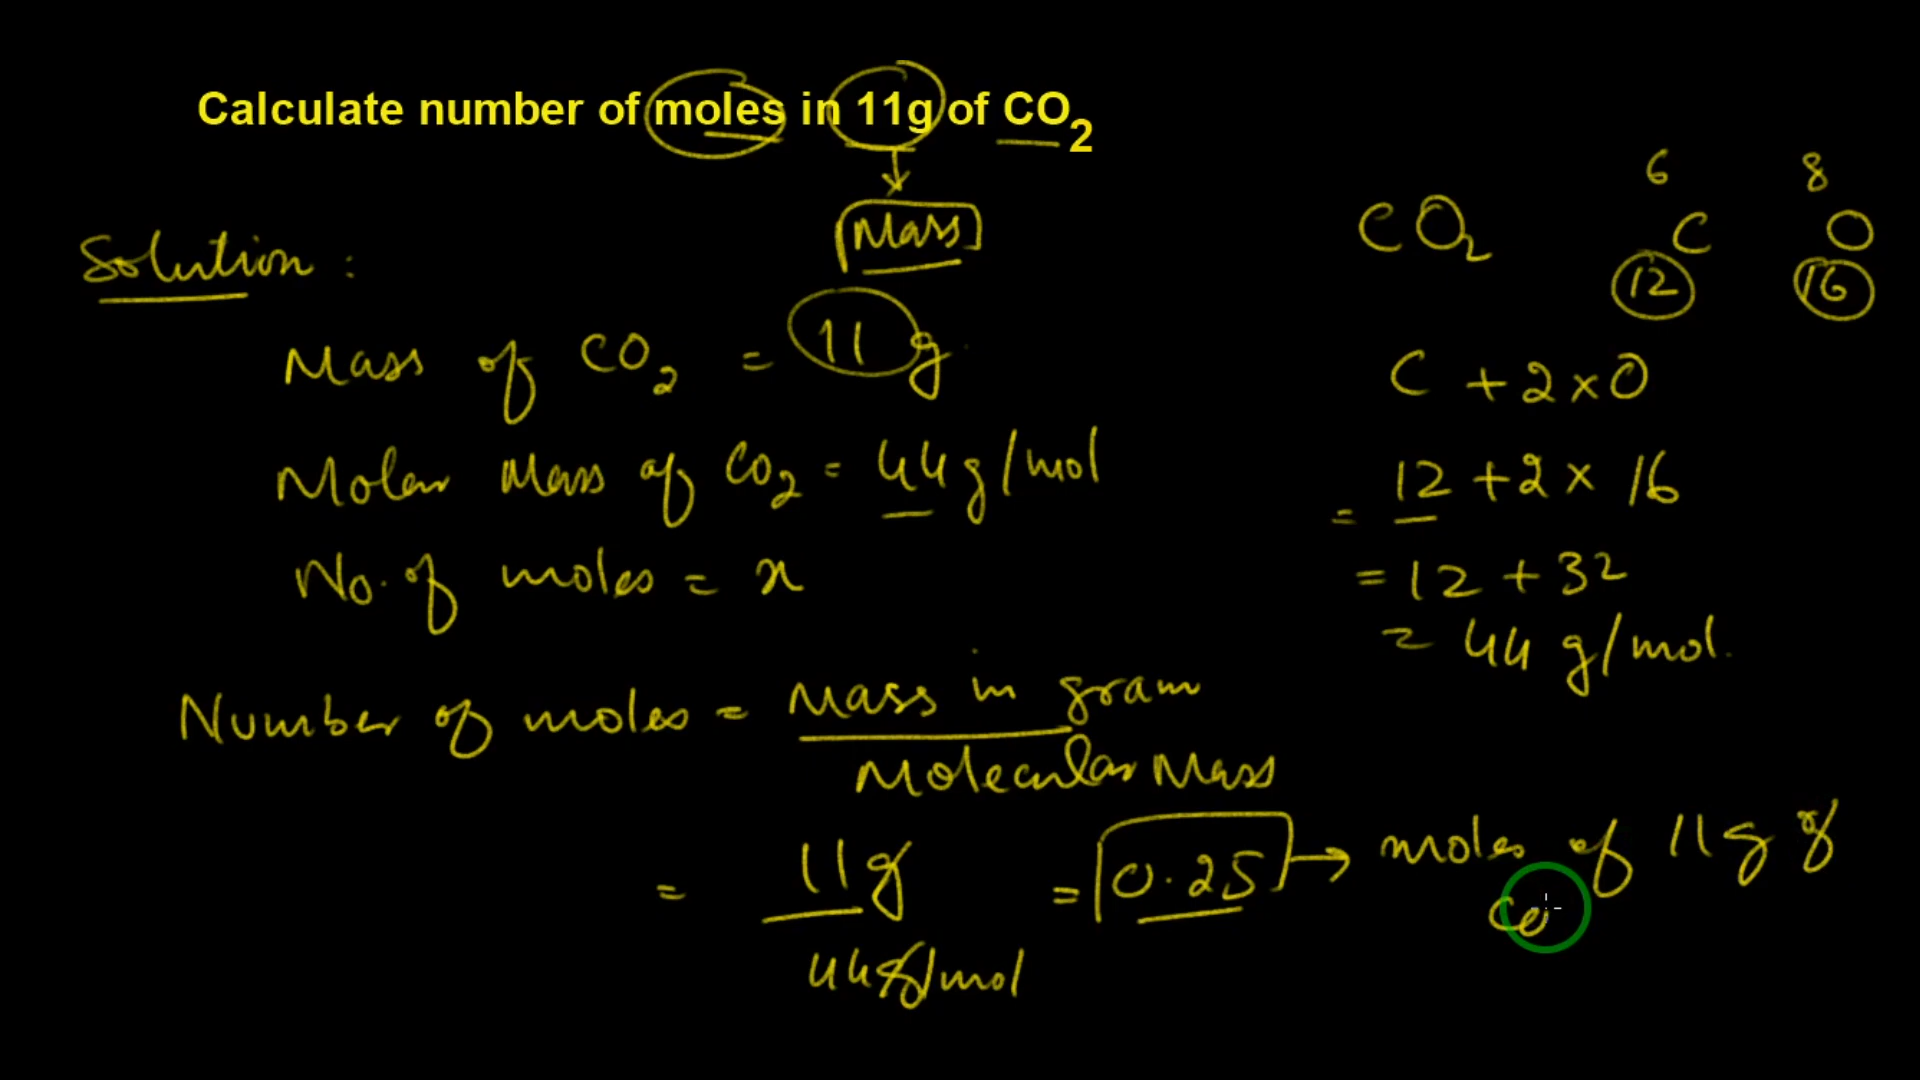 Calculate number of moles in 11g of CO2
Mass
Solution :
Mass of CO2 = 11 g
Molar Mass of CO2 = 44 g/mol
No. of moles = x
Number of moles = Mass in gram
Molecular Mass
= 11g = 0.25 → moles of 11g of
44g/mol
Co
6 8
CO2 C O
12 16
C + 2 x O
= 12 + 2 x 16
= 12 + 32
= 44 g/mol.